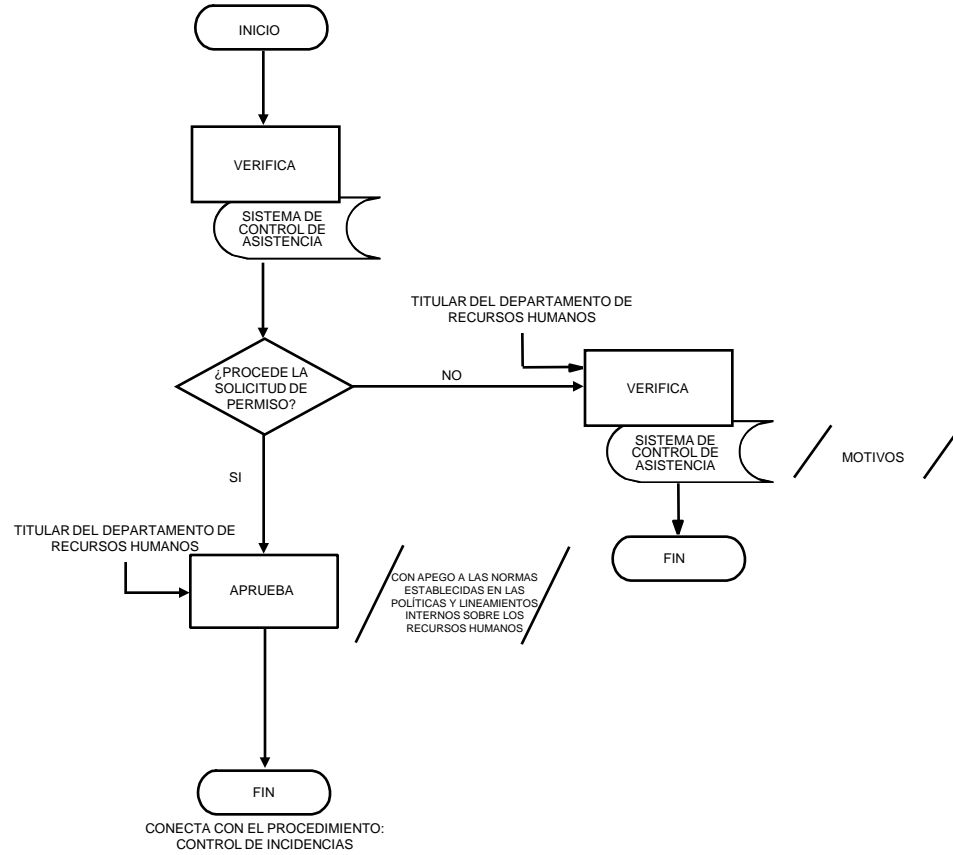 INICIO
VERIFICA
SISTEMA DE
CONTROL DE
ASISTENCIA
TITULAR DEL DEPARTAMENTO DE
RECURSOS HUMANOS
¿PROCEDE LA
SOLICITUD DE
PERMISO?
NO
VERIFICA
SISTEMA DE
CONTROL DE
ASISTENCIA
MOTIVOS
FIN
SI
TITULAR DEL DEPARTAMENTO DE
RECURSOS HUMANOS
APRUEBA
CON APEGO A LAS NORMAS
ESTABLECIDAS EN LAS
POLÍTICAS Y LINEAMIENTOS
INTERNOS SOBRE LOS
RECURSOS HUMANOS
FIN
CONECTA CON EL PROCEDIMIENTO:
CONTROL DE INCIDENCIAS